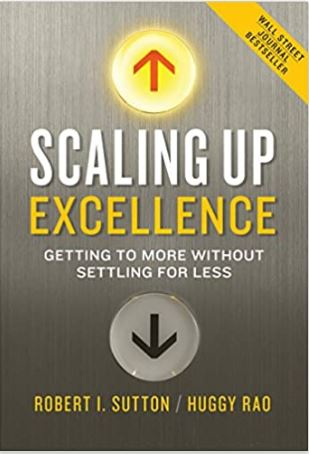 WALL STREET
JOURNAL
BESTSELLER
SCALING UP
EXCELLENCE
GETTING TO MORE WITHOUT
SETTLING FOR LESS
ROBERT I. SUTTON / HUGGY RAO